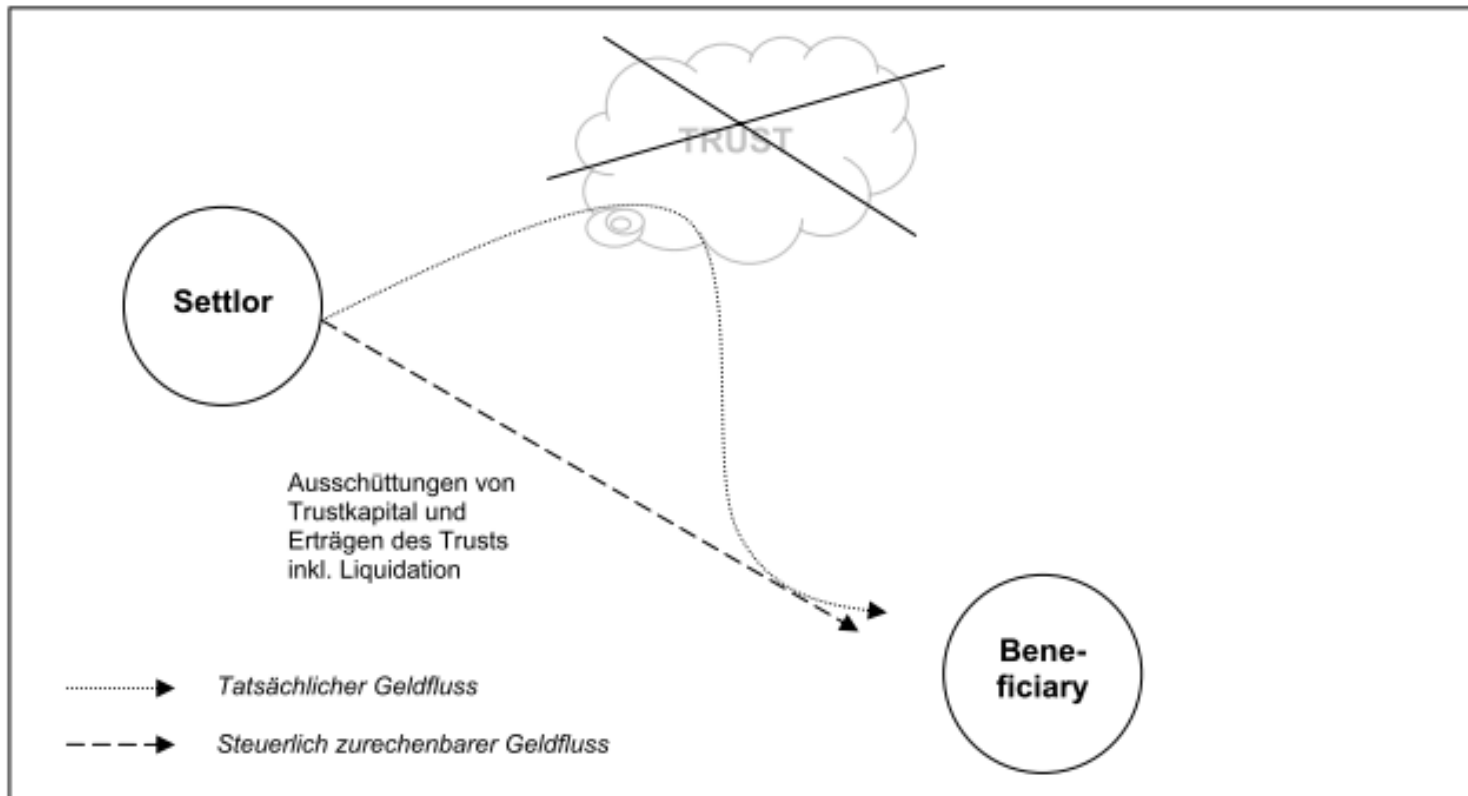 TRUST
Settlor
Ausschüttungen von
Trustkapital und
Erträgen des Trusts
inkl. Liquidation
Bene-
ficiary
Tatsächlicher Geldfluss
Steuerlich zurechenbarer Geldfluss